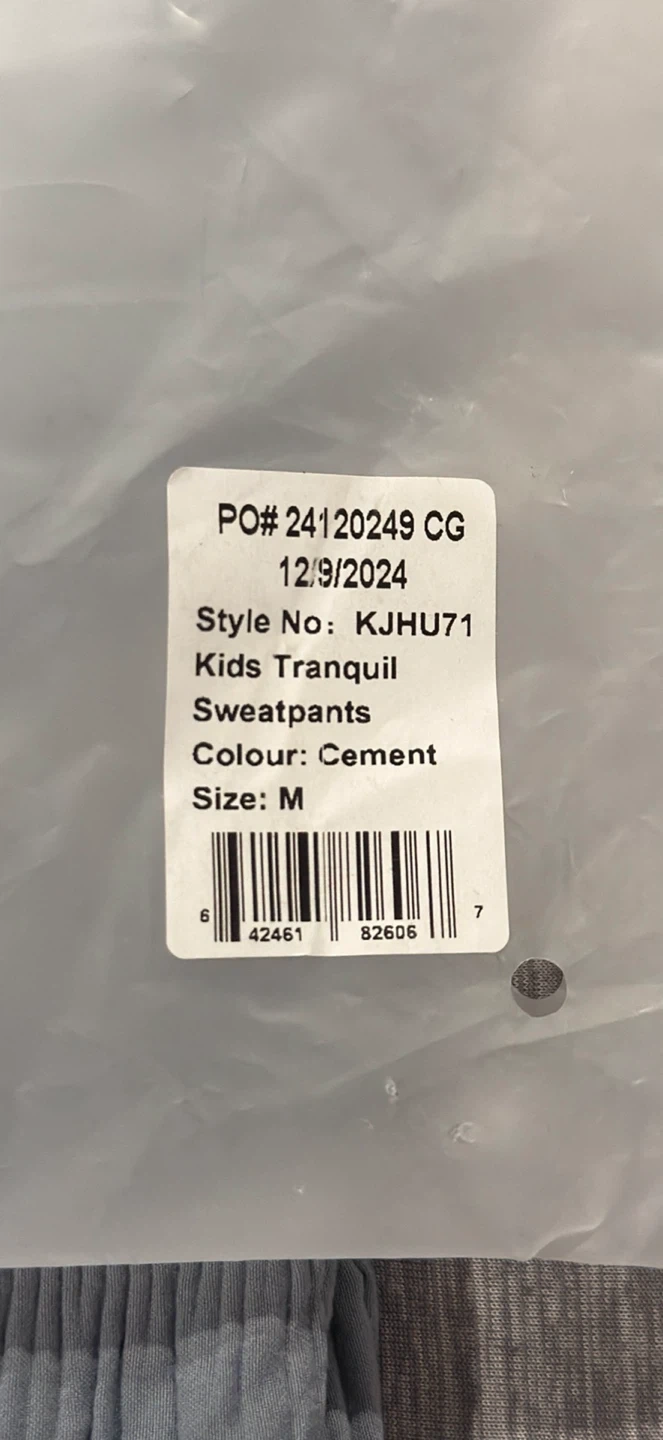 PO# 24120249 CG
12/9/2024
Style No: KJHU71
Kids Tranquil
Sweatpants
Colour: Cement
Size: M
6 42461 82606 7